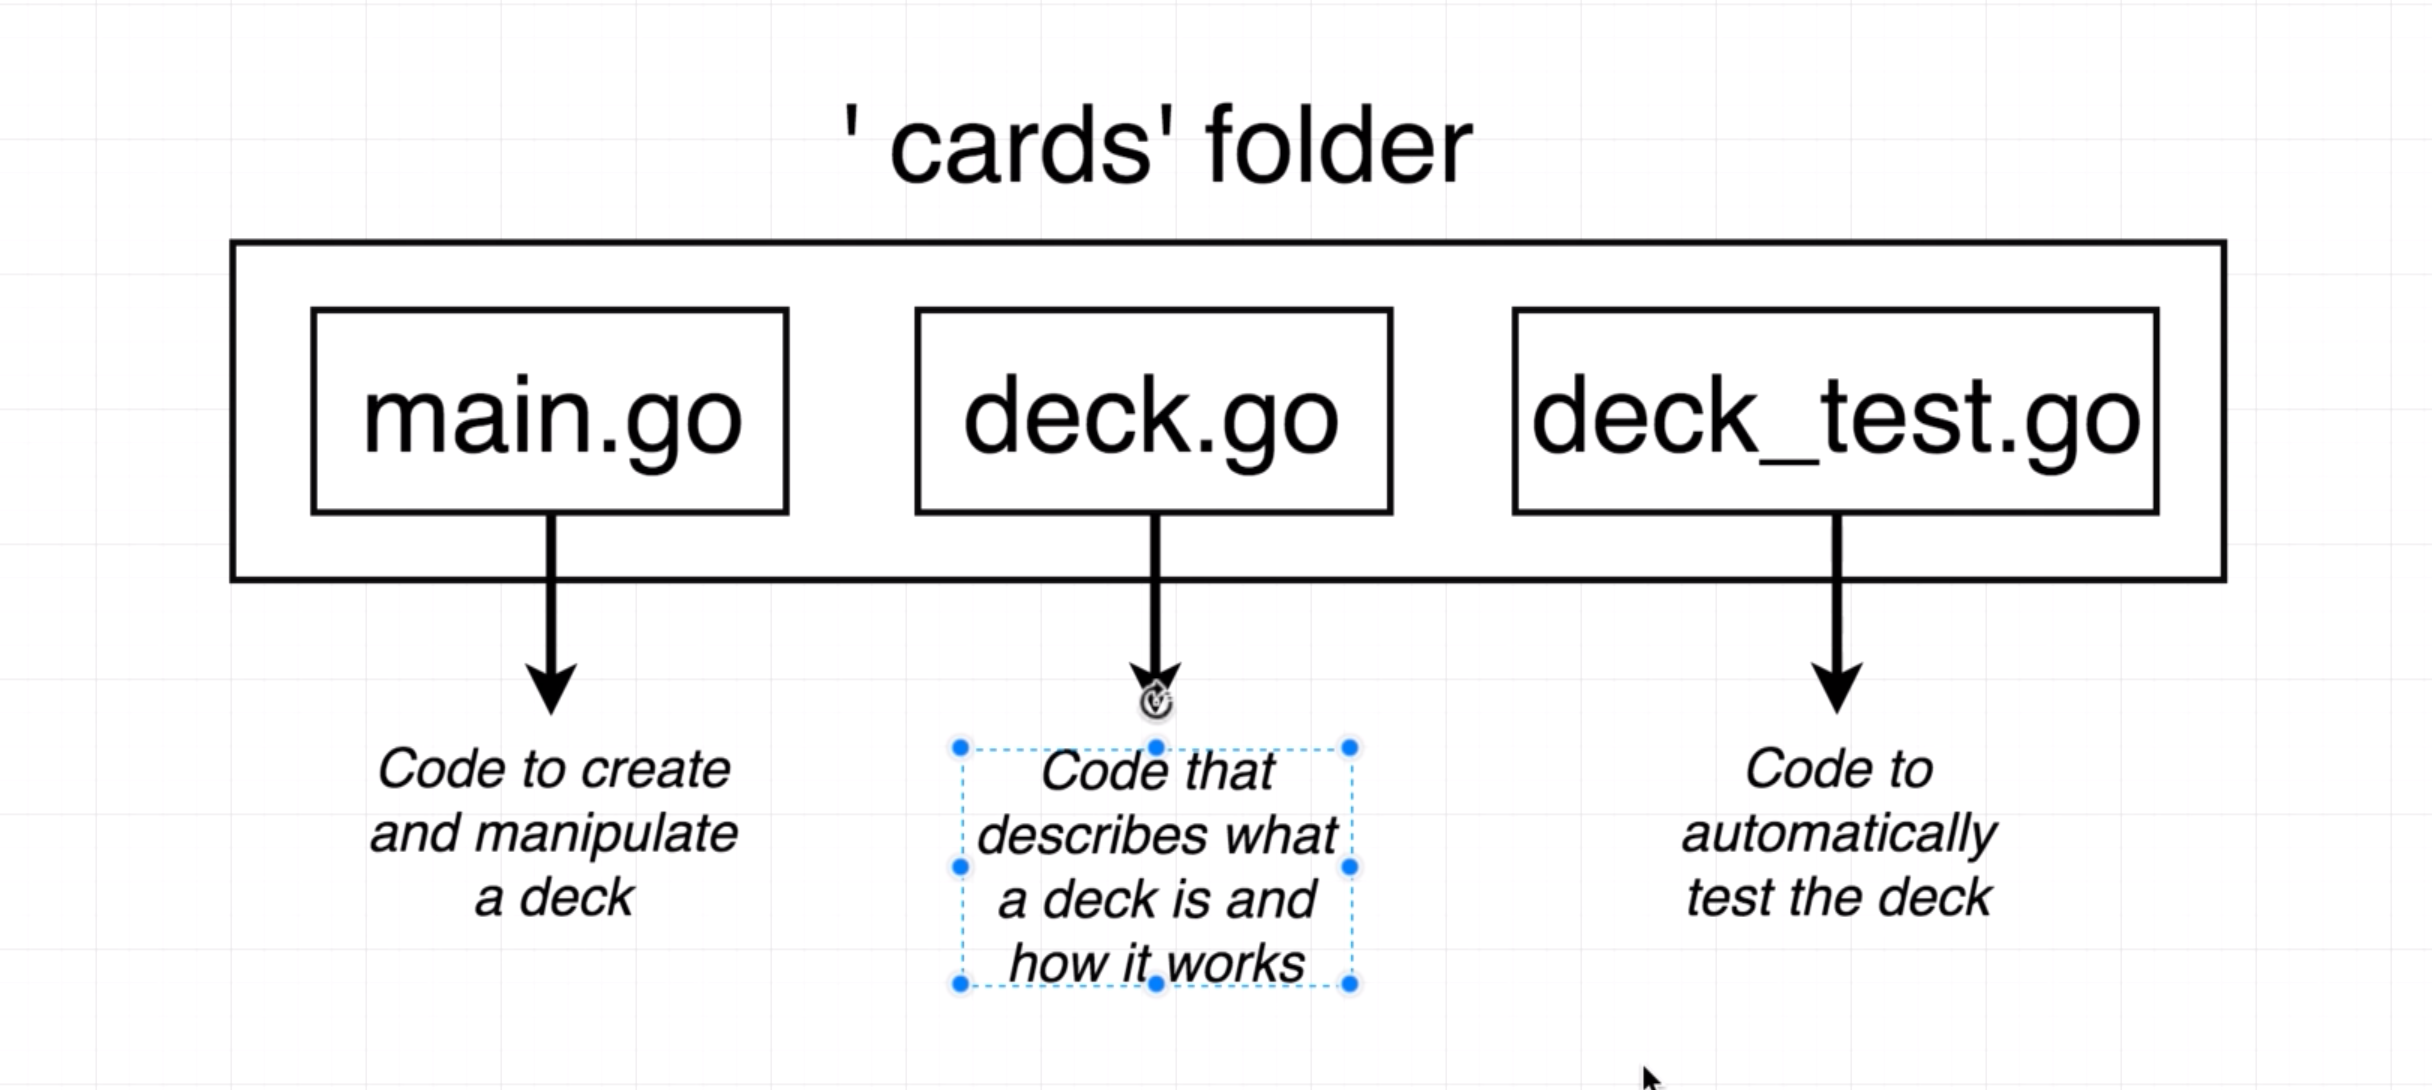 ' cards' folder
main.go
deck.go
deck_test.go
Code to create
and manipulate
a deck
Code that
describes what
a deck is and
how it works
Code to
automatically
test the deck